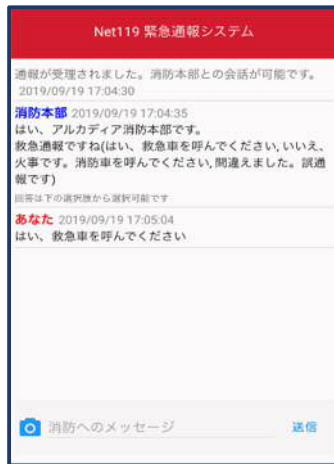 Net119 緊急通報システム
通報が受理されました。消防本部との会話が可能です。
2019/09/19 17:04:30
消防本部 2019/09/19 17:04:35
はい、アルカディア消防本部です。
救急通報ですね(はい、救急車を呼んでください, いいえ、
火事です。消防車を呼んでください, 間違えました。誤通
報です)
回答は下の選択肢から選択可能です
あなた 2019/09/19 17:05:04
はい、救急車を呼んでください
消防へのメッセージ
送信